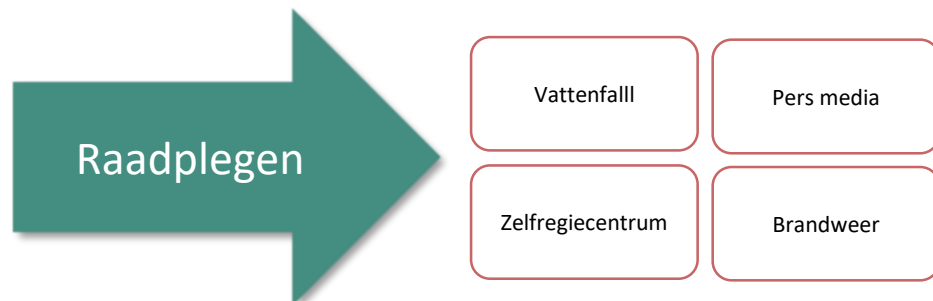 Raadplegen
Vattenfalll
Pers media
Zelfregiecentrum
Brandweer